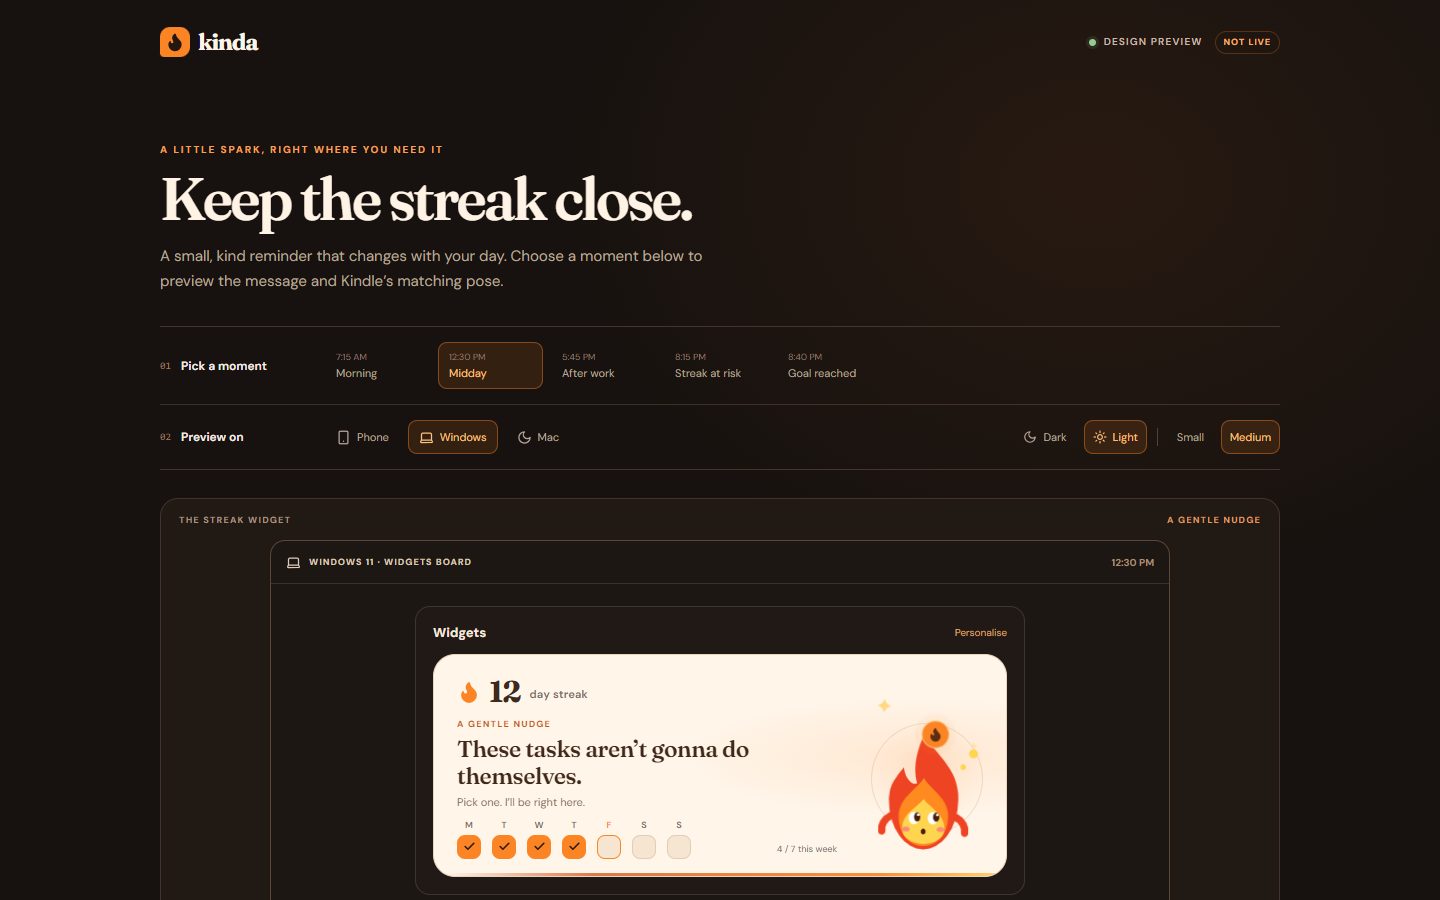 kinda
DESIGN PREVIEW
NOT LIVE
A LITTLE SPARK, RIGHT WHERE YOU NEED IT
Keep the streak close.
A small, kind reminder that changes with your day. Choose a moment below to
preview the message and Kindle’s matching pose.
01 Pick a moment
7:15 AM
Morning
12:30 PM
Midday
5:45 PM
After work
8:15 PM
Streak at risk
8:40 PM
Goal reached
02 Preview on
Phone
Windows
Mac
Dark
Light
Small
Medium
THE STREAK WIDGET
A GENTLE NUDGE
WINDOWS 11 · WIDGETS BOARD
12:30 PM
Widgets
Personalise
12 day streak
A GENTLE NUDGE
These tasks aren’t gonna do
themselves.
Pick one. I’ll be right here.
M T W T F S S
4 / 7 this week